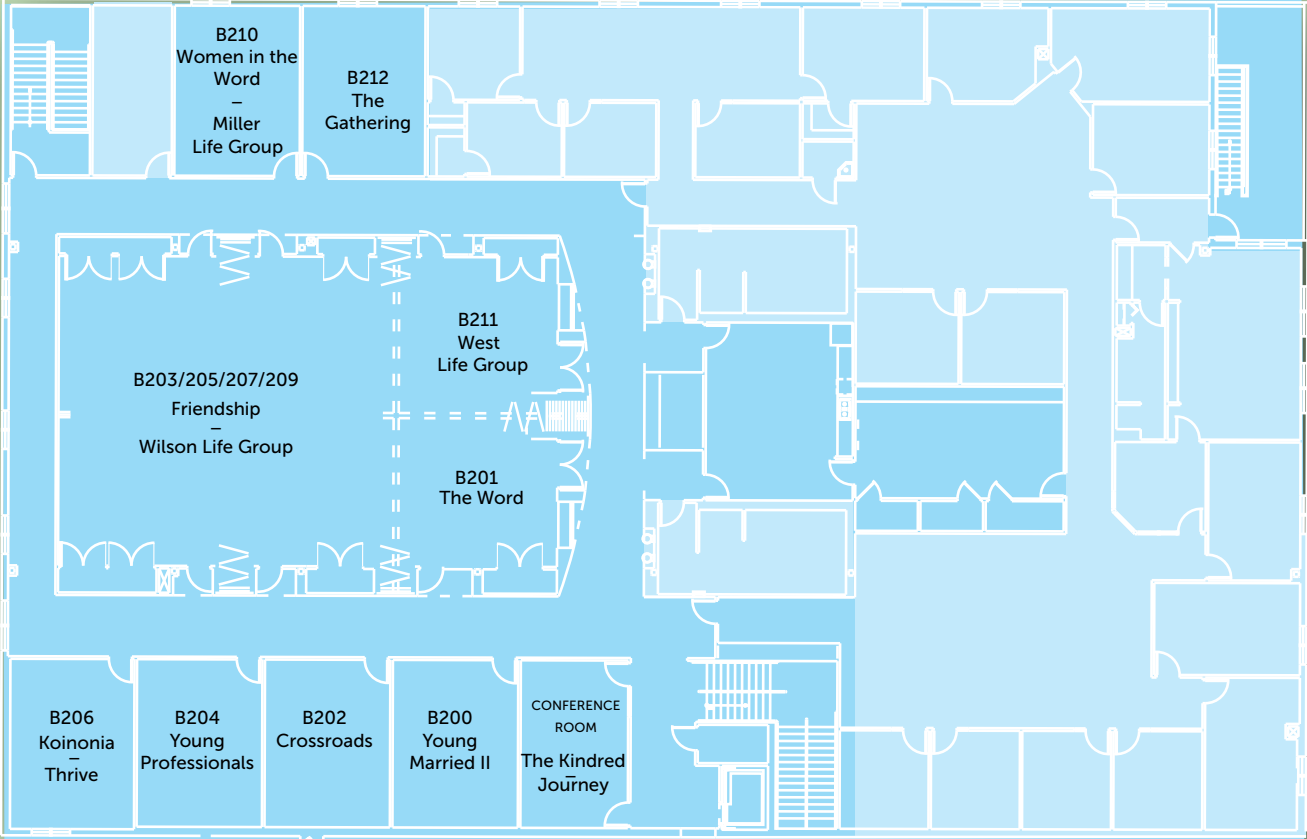 B210
Women in the
Word
–
Miller
Life Group
B212
The
Gathering
B211
West
Life Group
B203/205/207/209
Friendship
–
Wilson Life Group
B201
The Word
B206
Koinonia
–
Thrive
B204
Young
Professionals
B202
Crossroads
B200
Young
Married II
CONFERENCE
ROOM
The Kindred
–
Journey